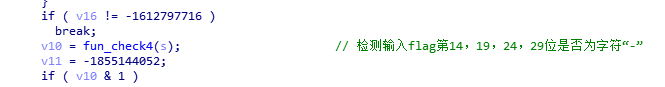 }
if ( v16 != -1612797716 )
break;
v10 = fun_check4(s); // 检测输入flag第14，19，24，29位是否为字符“-”
v11 = -1855144052;
if ( v10 & 1 )